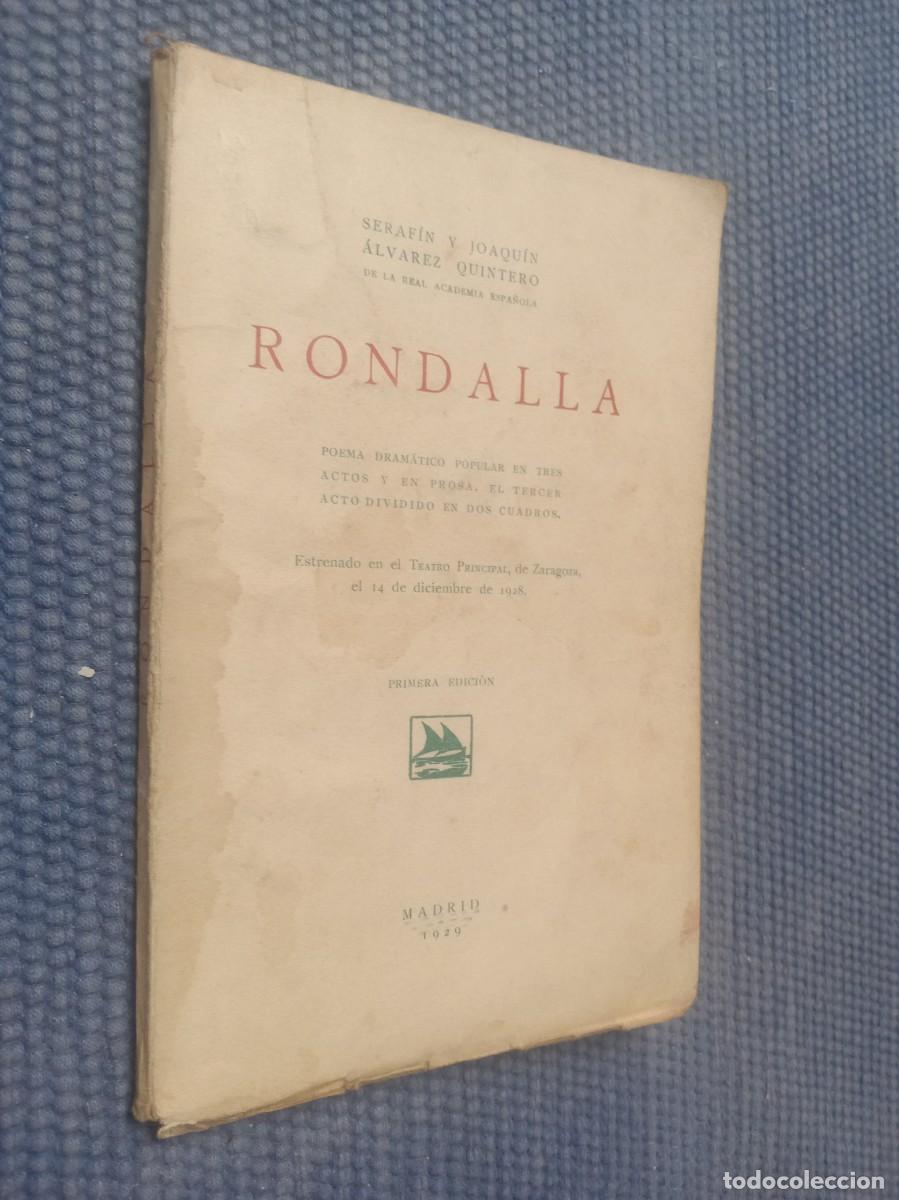 SERAFÍN Y JOAQUÍN
ÁLVAREZ QUINTERO
DE LA REAL ACADEMIA ESPAÑOLA
RONDALLA
POEMA DRAMÁTICO POPULAR EN TRES
ACTOS Y EN PROSA. EL TERCER
ACTO DIVIDIDO EN DOS CUADROS.
Estrenado en el TEATRO PRINCIPAL, de Zaragoza,
el 14 de diciembre de 1928.
PRIMERA EDICIÓN
MADRID
1929
RONDALLA
todocoleccion